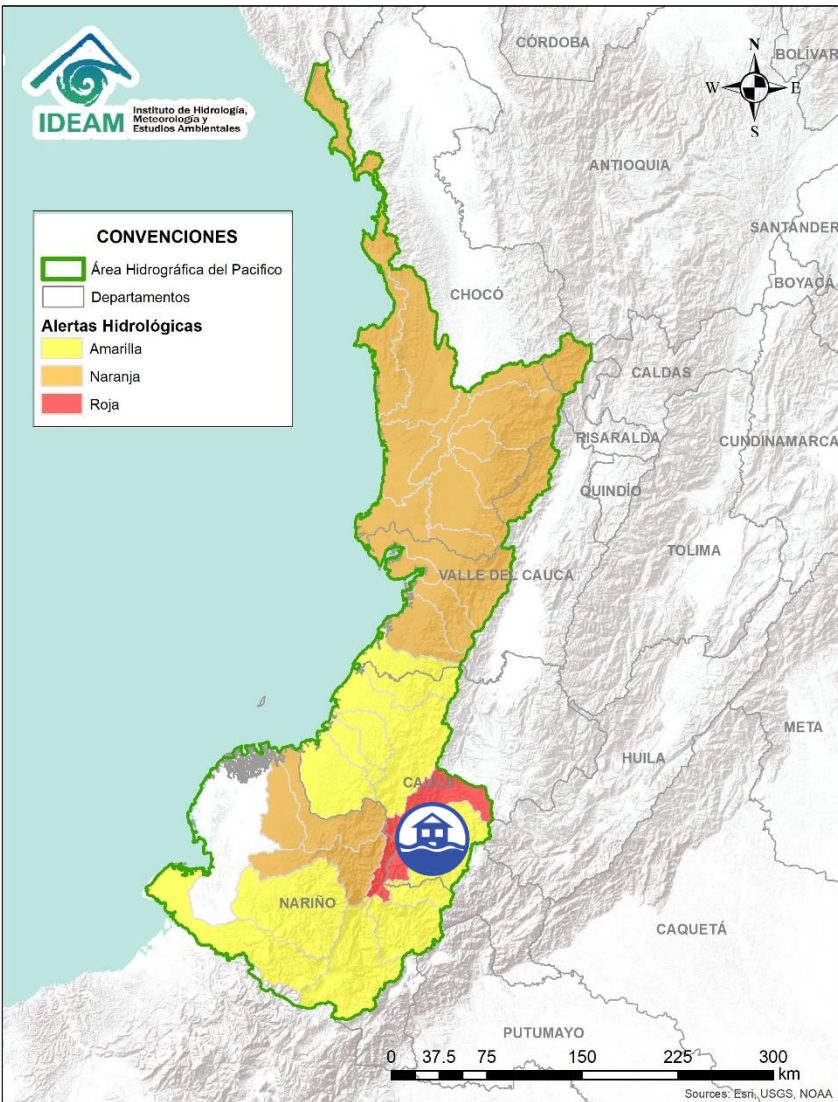 IDEAM
Instituto de Hidrología,
Meteorología y
Estudios Ambientales
N
W
E
S
CONVENCIONES
Área Hidrográfica del Pacifico
Departamentos
Alertas Hidrológicas
Amarilla
Naranja
Roja
CÓRDOBA
BOLÍVAR
ANTIOQUIA
SANTANDER
BOYACÁ
CHOCÓ
CALDAS
RISARALDA
CUNDINAMARCA
QUINDÍO
TOLIMA
VALLE DEL CAUCA
META
HUILA
CAUCA
NARIÑO
CAQUETÁ
PUTUMAYO
0 37.5 75 150 225 300
km
Sources: Esri, USGS, NOAA